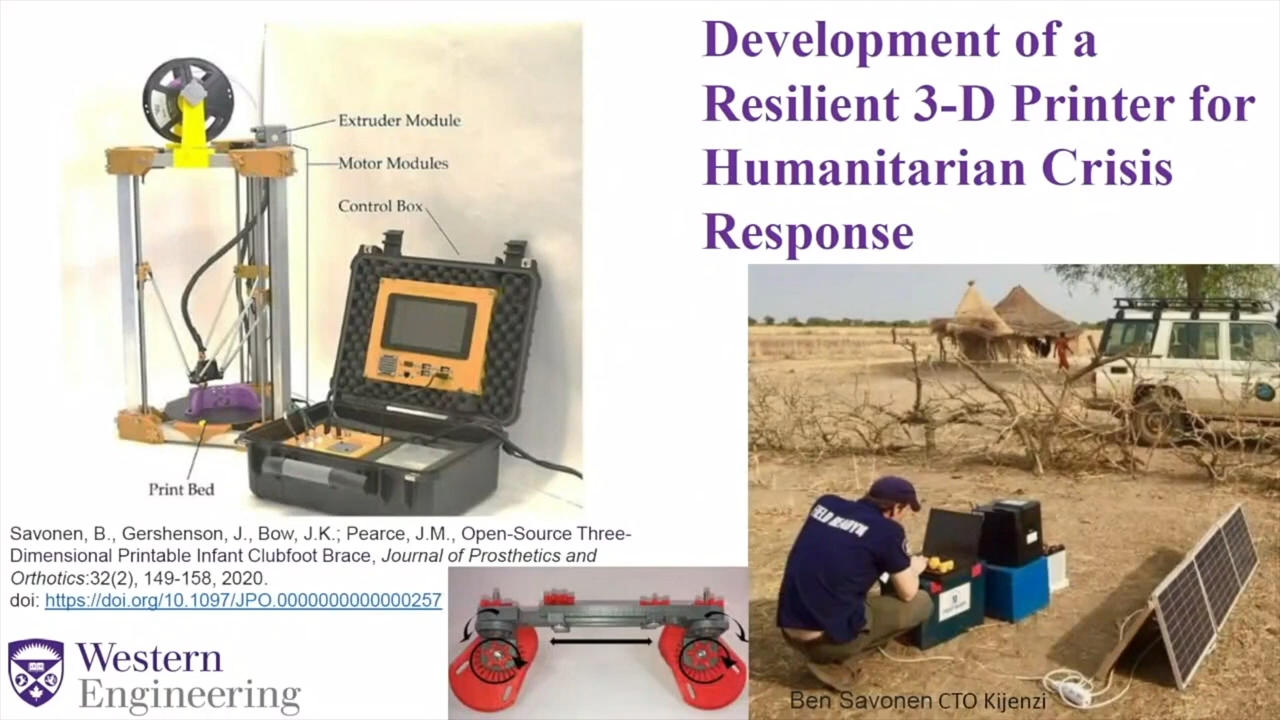 Development of a
Resilient 3-D Printer for
Humanitarian Crisis
Response
Extruder Module
Motor Modules
Control Box
Print Bed
Savonen, B., Gershenson, J., Bow, J.K.; Pearce, J.M., Open-Source Three-
Dimensional Printable Infant Clubfoot Brace, Journal of Prosthetics and
Orthotics:32(2), 149-158, 2020.
doi: https://doi.org/10.1097/JPO.0000000000000257
Western
Engineering
Ben Savonen CTO Kijenzi